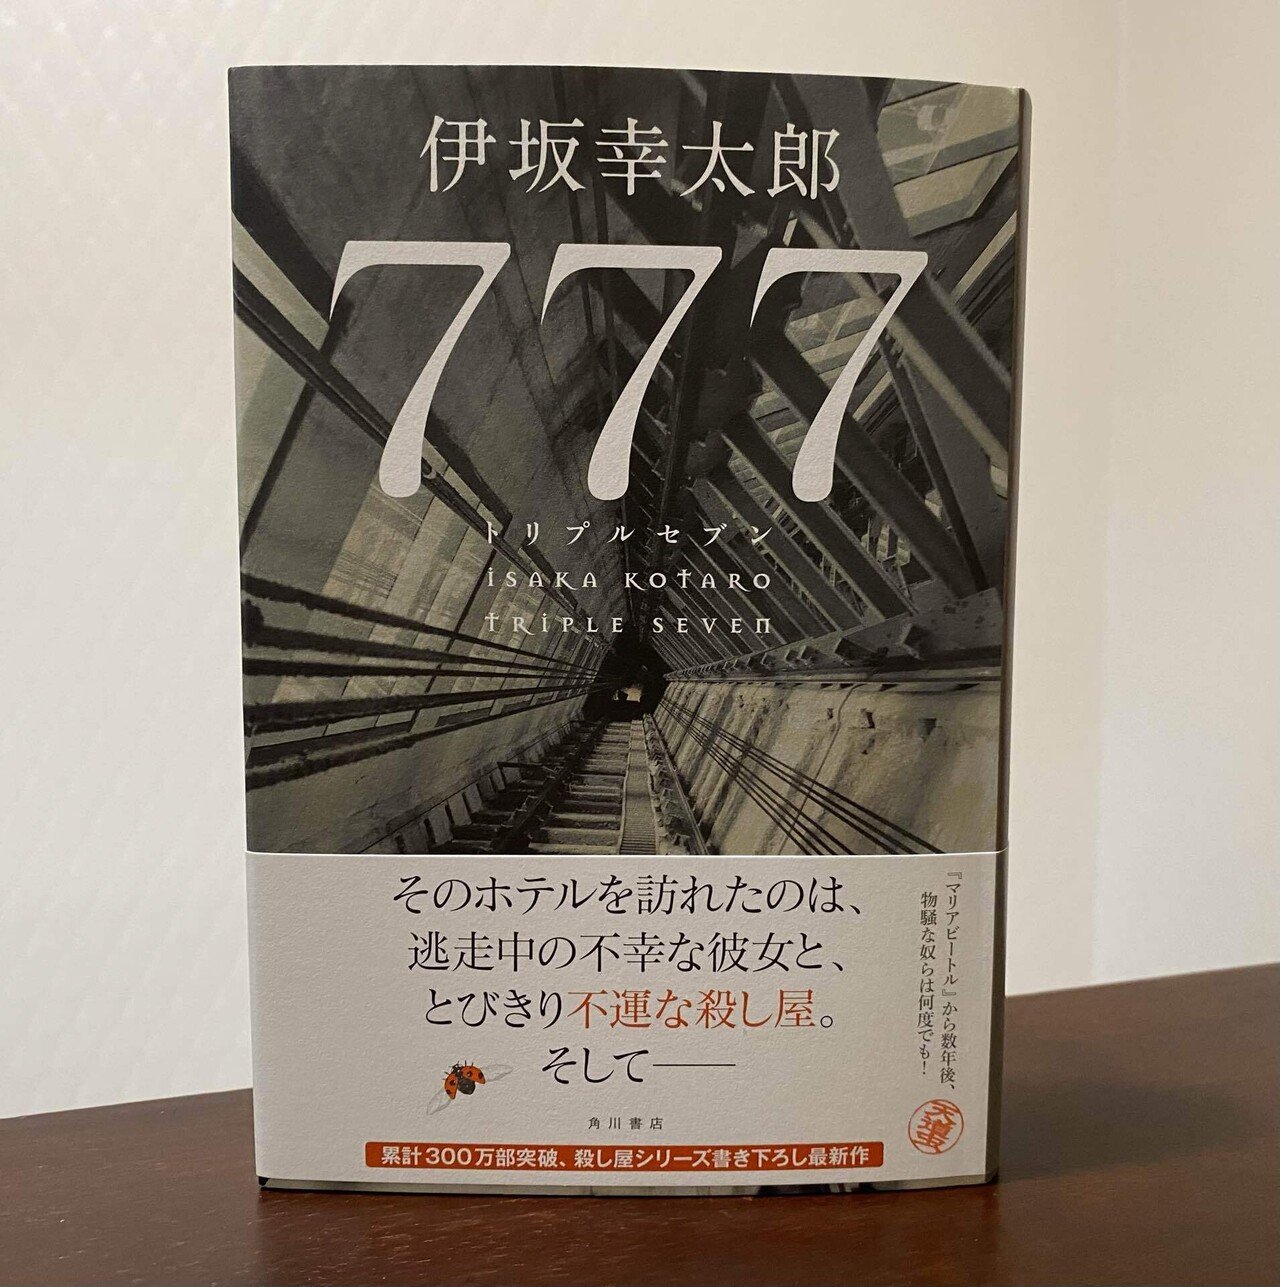 伊坂幸太郎
777
トリプルセブン
ISAKA KOTARO
TRIPLE SEVEN
そのホテルを訪れたのは、
逃走中の不幸な彼女と、
とびきり不運な殺し屋。
そして――
『マリアビートル』から数年後、
物騒な奴らは何度でも！
天道虫
角川書店
累計300万部突破、殺し屋シリーズ書き下ろし最新作